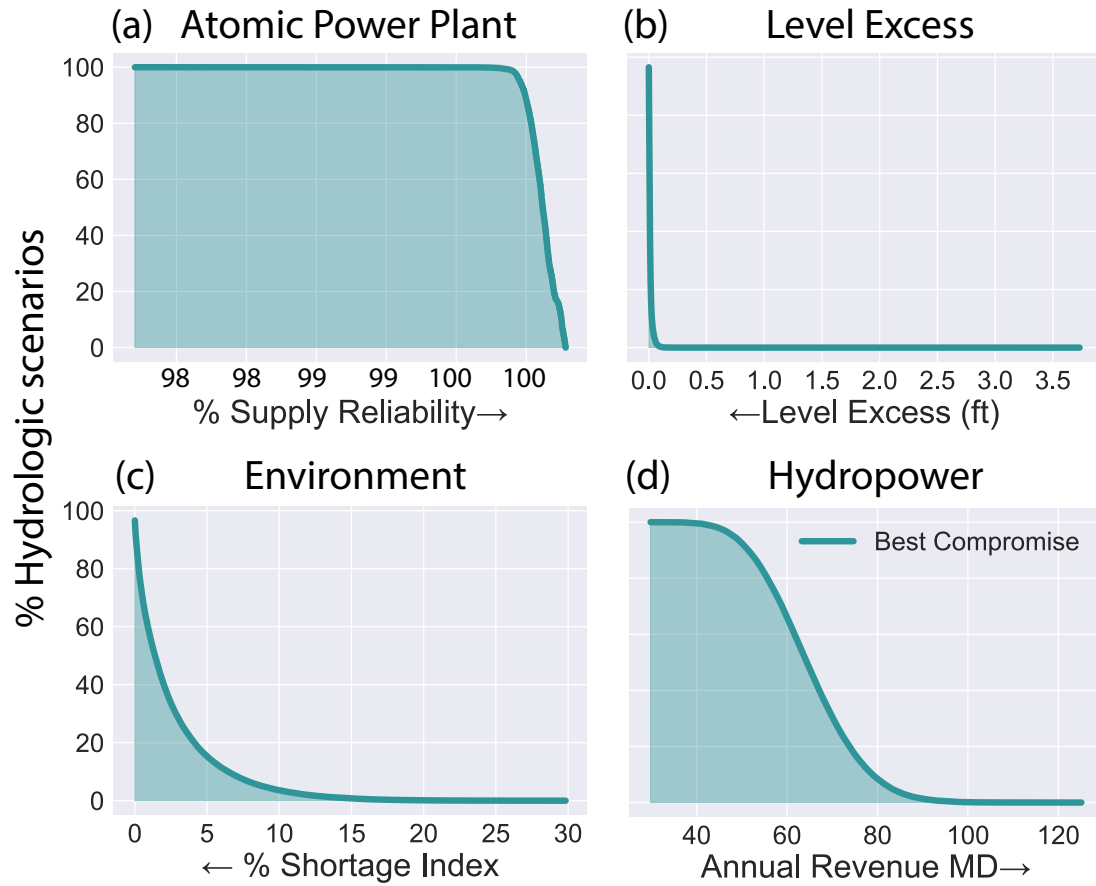 (a) Atomic Power Plant
(b) Level Excess
% Hydrologic scenarios
100
80
60
40
20
0
98 98 99 99 100 100
% Supply Reliability→
0.0 0.5 1.0 1.5 2.0 2.5 3.0 3.5
←Level Excess (ft)
(c) Environment
(d) Hydropower
100
80
60
40
20
0
Best Compromise
0 5 10 15 20 25 30
← % Shortage Index
40 60 80 100 120
Annual Revenue MD→